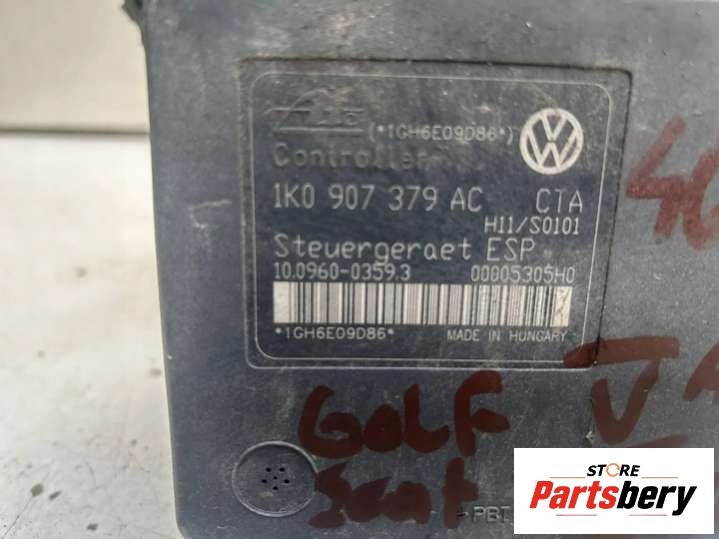 Ate (*1GH6E09D86*)
Controller
1K0 907 379 AC CTA
H11/S0101
Steuergeraet ESP
10.0960-0359.3 00005305H0
*1GH6E09D86* MADE IN HUNGARY
GOLF V
Seat
>PBT
STORE
Partsbery